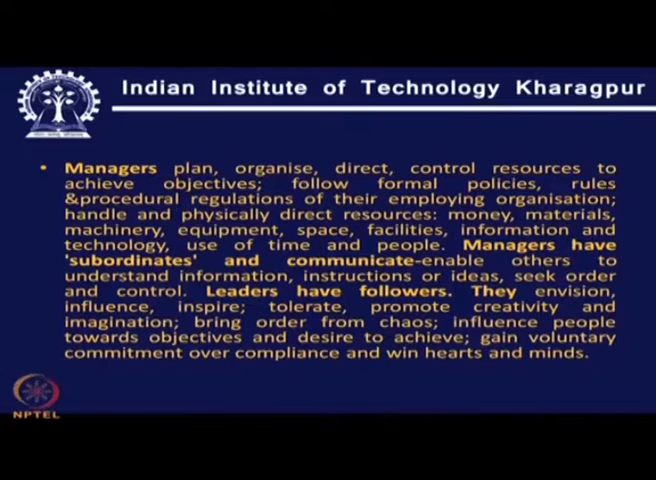 Indian Institute of Technology Kharagpur
• Managers plan, organise, direct, control resources to
achieve objectives; follow formal policies, rules
&procedural regulations of their employing organisation;
handle and physically direct resources: money, materials,
machinery, equipment, space, facilities, information and
technology, use of time and people. Managers have
'subordinates' and communicate-enable others to
understand information, instructions or ideas, seek order
and control. Leaders have followers. They envision,
influence, inspire; tolerate, promote creativity and
imagination; bring order from chaos; influence people
towards objectives and desire to achieve; gain voluntary
commitment over compliance and win hearts and minds.
NPTEL